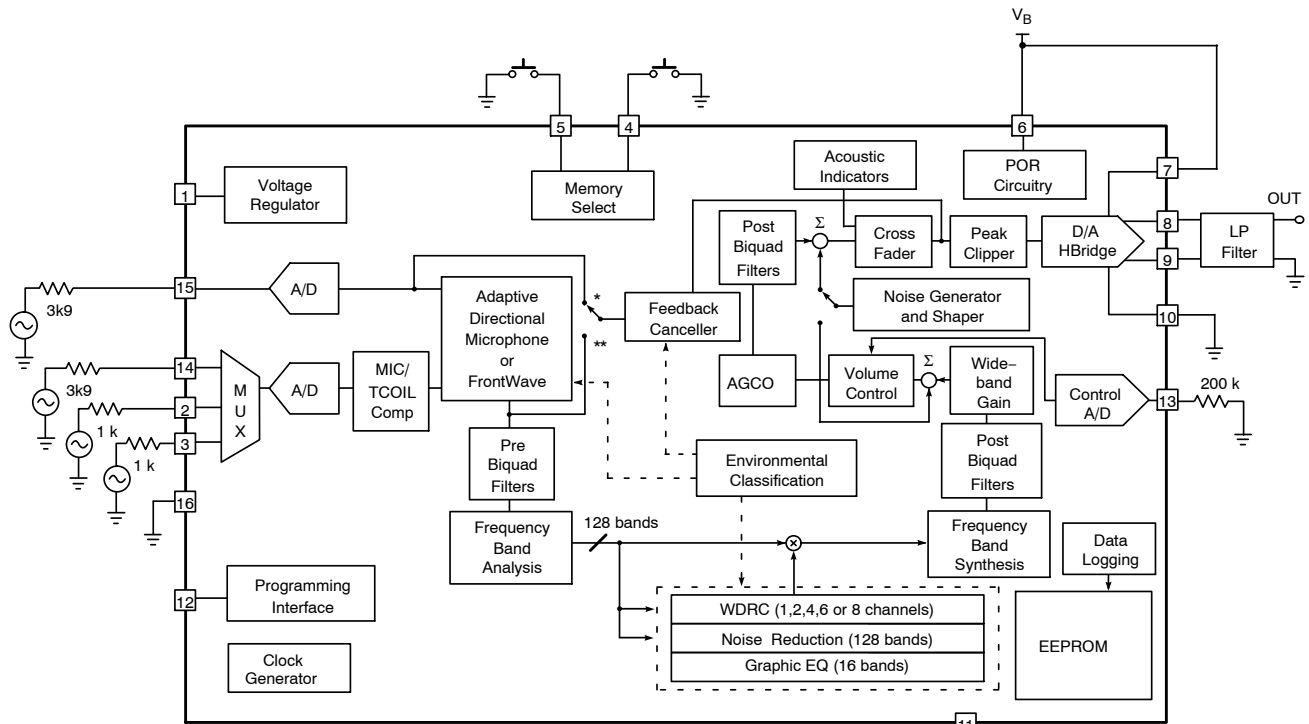 V
B
5
4
6
7
OUT
Acoustic
Indicators
POR
Circuitry
1
Voltage
Regulator
Memory
Select
Σ
8
9
Post
Biquad
Filters
Cross
Fader
Peak
Clipper
D/A
HBridge
LP
Filter
15
3k9
A/D
Adaptive
Directional
Microphone
or
FrontWave
*
**
Feedback
Canceller
Noise Generator
and Shaper
10
14
3k9
MUX
A/D
MIC/
TCOIL
Comp
AGCO
Volume
Control
Σ
Wide–
band
Gain
Control
A/D
13
200 k
2
1 k
3
1 k
Pre
Biquad
Filters
Environmental
Classification
Post
Biquad
Filters
16
Frequency
Band
Analysis
128 bands
Frequency
Band
Synthesis
Data
Logging
12
Programming
Interface
WDRC (1,2,4,6 or 8 channels)
Noise Reduction (128 bands)
Graphic EQ (16 bands)
EEPROM
Clock
Generator
11